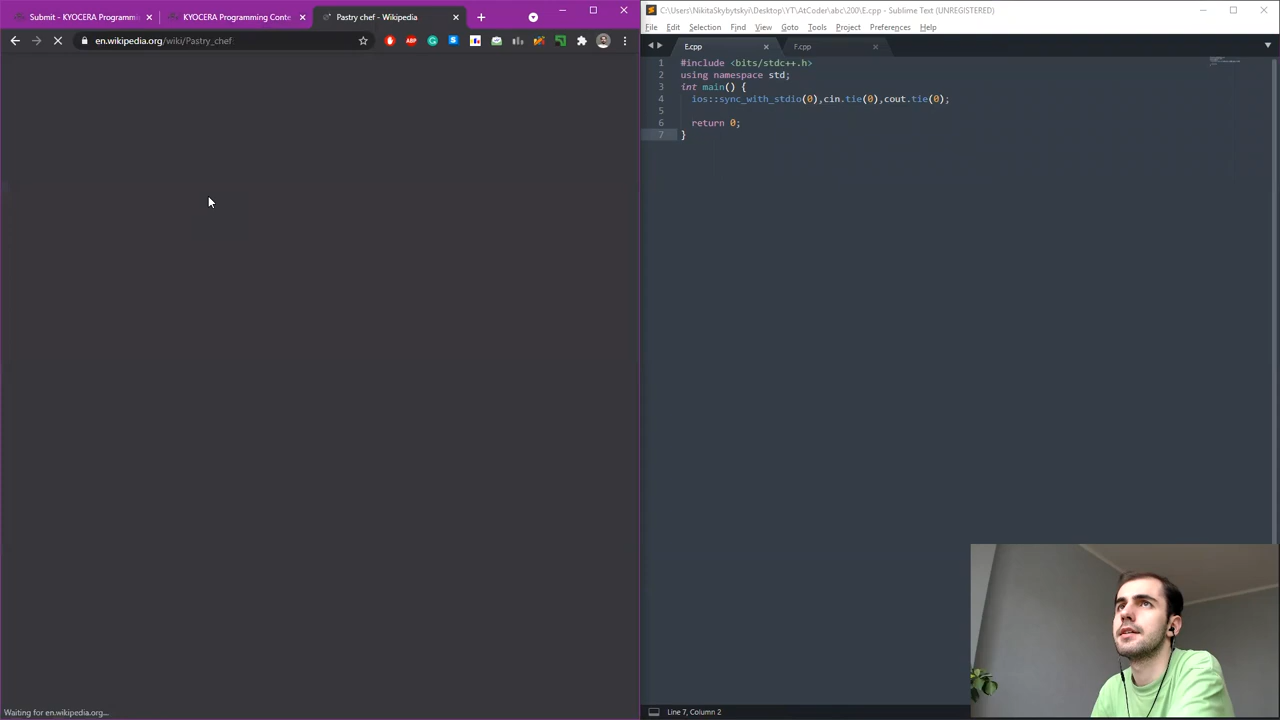 Submit - KYOCERA Programmi
KYOCERA Programming Conte
Pastry chef - Wikipedia
en.wikipedia.org/wiki/Pastry_chef
ABP
Waiting for en.wikipedia.org...
C:\Users\NikitaSkybytskyi\Desktop\YT\AtCoder\abc\200\E.cpp - Sublime Text (UNREGISTERED)
File Edit Selection Find View Goto Tools Project Preferences Help
E.cpp
F.cpp
1 #include <bits/stdc++.h>
2 using namespace std;
3 int main() {
4 ios::sync_with_stdio(0),cin.tie(0),cout.tie(0);
5
6 return 0;
7 }
Line 7, Column 2